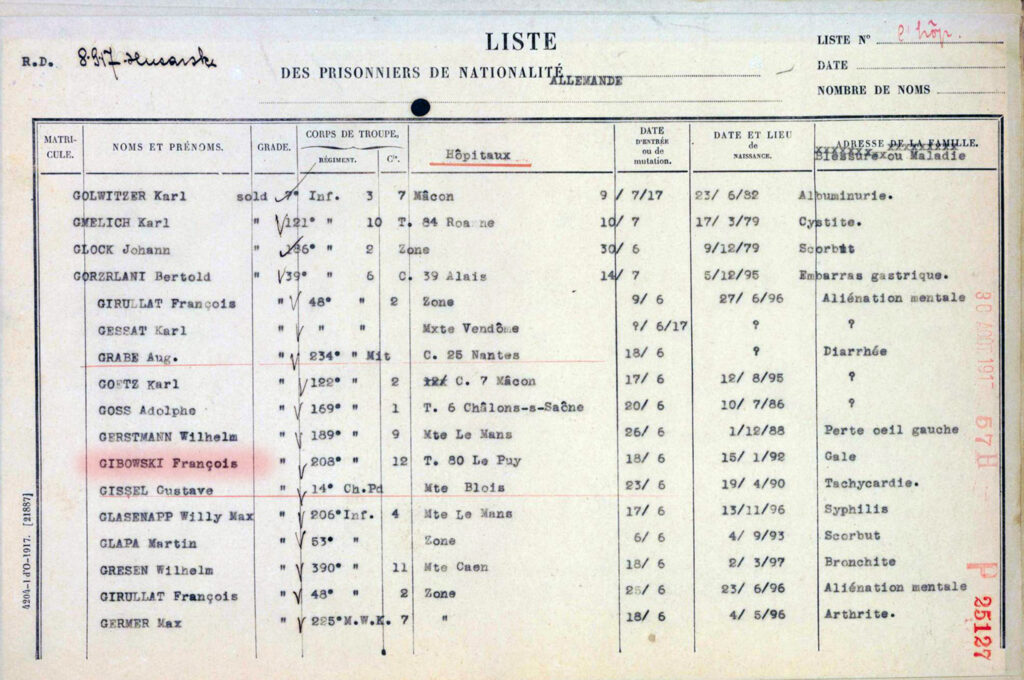 LISTE
R.D. 8.917
DES PRISONNIERS DE NATIONALITÉ ALLEMANDE
LISTE N° hôp.
DATE
NOMBRE DE NOMS
MATRI-CULE. NOMS ET PRÉNOMS. GRADE. CORPS DE TROUPE, RÉGIMENT. Cie. Hôpitaux DATE D'ENTRÉE ou de mutation. DATE ET LIEU de NAISSANCE. ADRESSE DE LA FAMILLE. Blessure ou Maladie
GOLWITZER Karl sold 7° Inf. 3 7 Mâcon 9 / 7/17 23/ 6/82 Albuminurie.
GMELICH Karl " 121° " 10 T. 84 Roanne 10/ 7 17/ 3/79 Cystite.
GLOCK Johann " 186° " 2 Zone 30/ 6 9/12/79 Scorbut
GORZRLANI Bertold " 39° " 6 C. 39 Alais 14/ 7 5/12/95 Embarras gastrique.
GIRULLAT François " 48° " 2 Zone 9/ 6 27/ 6/96 Aliénation mentale
GESSAT Karl " " " Mxte Vendôme ?/ 6/17 ? ?
GRABE Aug. " 234° " Mit C. 25 Nantes 18/ 6 ? Diarrhée
GOETZ Karl " 122° " 2 C. 7 Mâcon 17/ 6 12/ 8/95 ?
GOSS Adolphe " 169° " 1 T. 6 Châlons-s-Saône 20/ 6 10/ 7/86 ?
GERSTMANN Wilhelm " 189° " 9 Mte Le Mans 26/ 6 1/12/88 Perte oeil gauche
GIBOWSKI François " 208° " 12 T. 80 Le Puy 18/ 6 15/ 1/92 Gale
GISSEL Gustave " 14° Ch.Pd Mte Blois 23/ 6 19/ 4/90 Tachycardie.
GLASENAPP Willy Max " 206° Inf. 4 Mte Le Mans 17/ 6 13/11/96 Syphilis
GLAPA Martin " 53° " Zone 6/ 6 4/ 9/93 Scorbut
GRESEN Wilhelm " 390° " 11 Mte Caen 18/ 6 2/ 3/97 Bronchite
GIRULLAT François " 48° " 2 Zone 25/ 6 23/ 6/96 Aliénation mentale
GERMER Max " 225° M.W.K. 7 " 18/ 6 4/ 5/96 Arthrite.
4204-1 d'O-1917. [21887]
30 AOUT 1917
P 25127